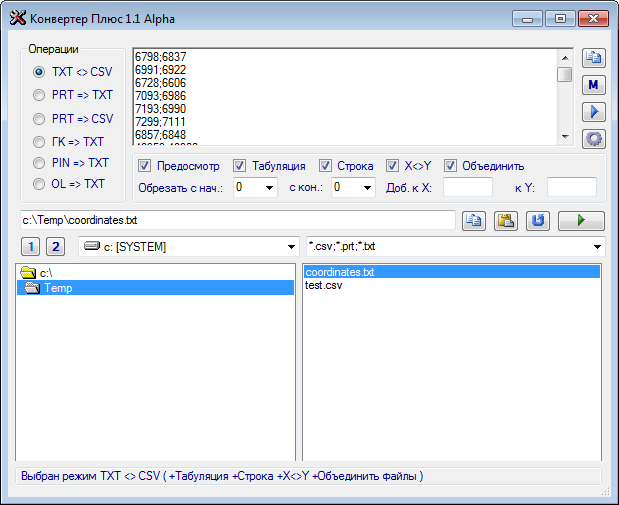 Конвертер Плюс 1.1 Alpha
Операции
TXT <> CSV
PRT => TXT
PRT => CSV
ГК => TXT
PIN => TXT
OL => TXT
6798;6837
6991;6922
6728;6606
7093;6986
7193;6990
7299;7111
6857;6848
M
Предосмотр Табуляция Строка X<>Y Объединить
Обрезать с нач.: 0 с кон.: 0 Доб. к X: к Y:
c:\Temp\coordinates.txt
1 2 c: [SYSTEM] *.csv;*.prt;*.txt
c:\
Temp
coordinates.txt
test.csv
Выбран режим TXT <> CSV ( +Табуляция +Строка +X<>Y +Объединить файлы )